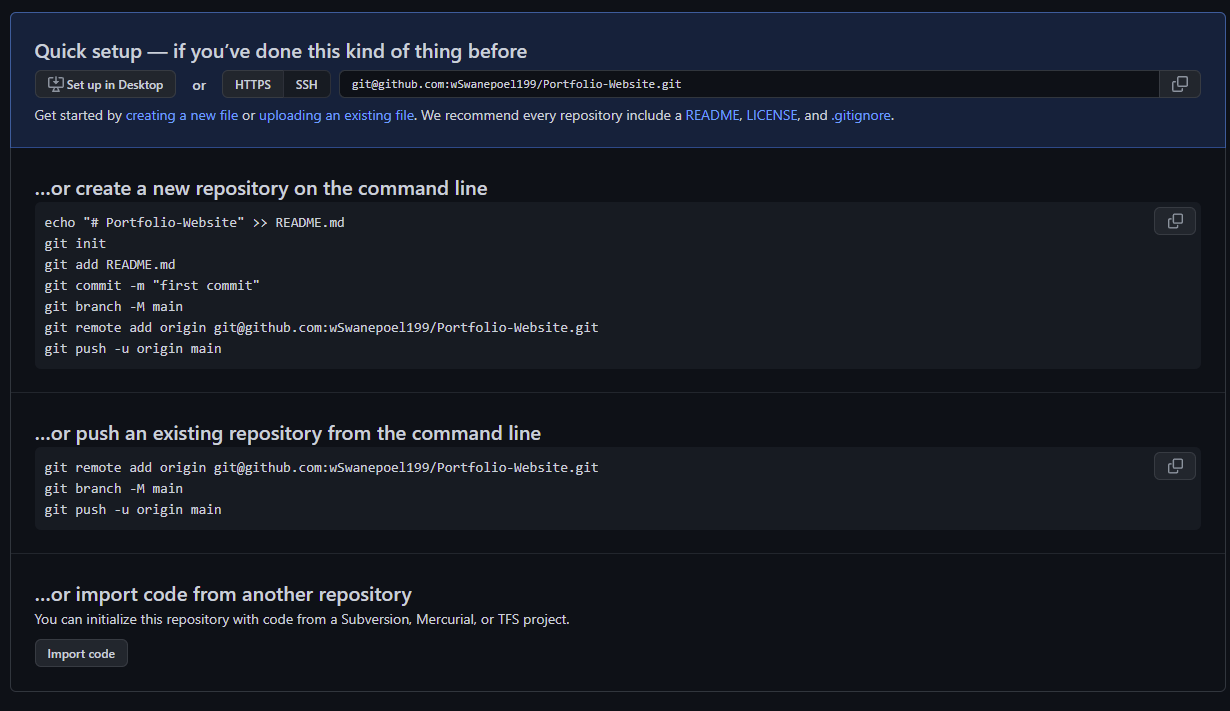 Quick setup — if you’ve done this kind of thing before
Set up in Desktop or HTTPS SSH git@github.com:wSwanepoel199/Portfolio-Website.git
Get started by creating a new file or uploading an existing file. We recommend every repository include a README, LICENSE, and .gitignore.
…or create a new repository on the command line
echo "# Portfolio-Website" >> README.md
git init
git add README.md
git commit -m "first commit"
git branch -M main
git remote add origin git@github.com:wSwanepoel199/Portfolio-Website.git
git push -u origin main
…or push an existing repository from the command line
git remote add origin git@github.com:wSwanepoel199/Portfolio-Website.git
git branch -M main
git push -u origin main
…or import code from another repository
You can initialize this repository with code from a Subversion, Mercurial, or TFS project.
Import code